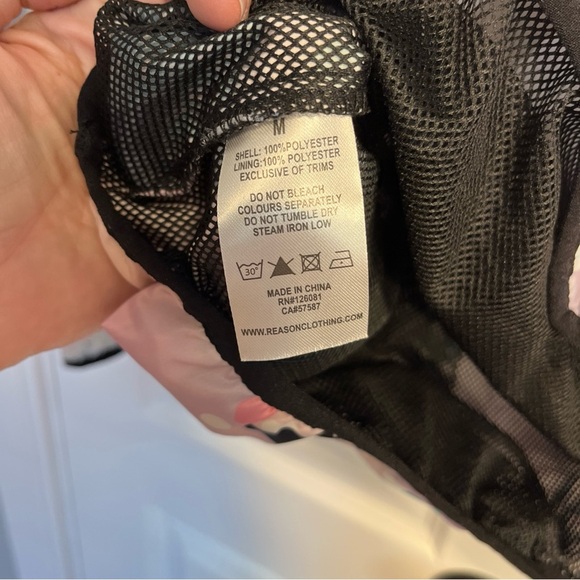 M
SHELL: 100%POLYESTER
LINING:100% POLYESTER
EXCLUSIVE OF TRIMS
DO NOT BLEACH
COLOURS SEPARATELY
DO NOT TUMBLE DRY
STEAM IRON LOW
30°
MADE IN CHINA
RN#126081
CA#57587
WWW.REASONCLOTHING.COM